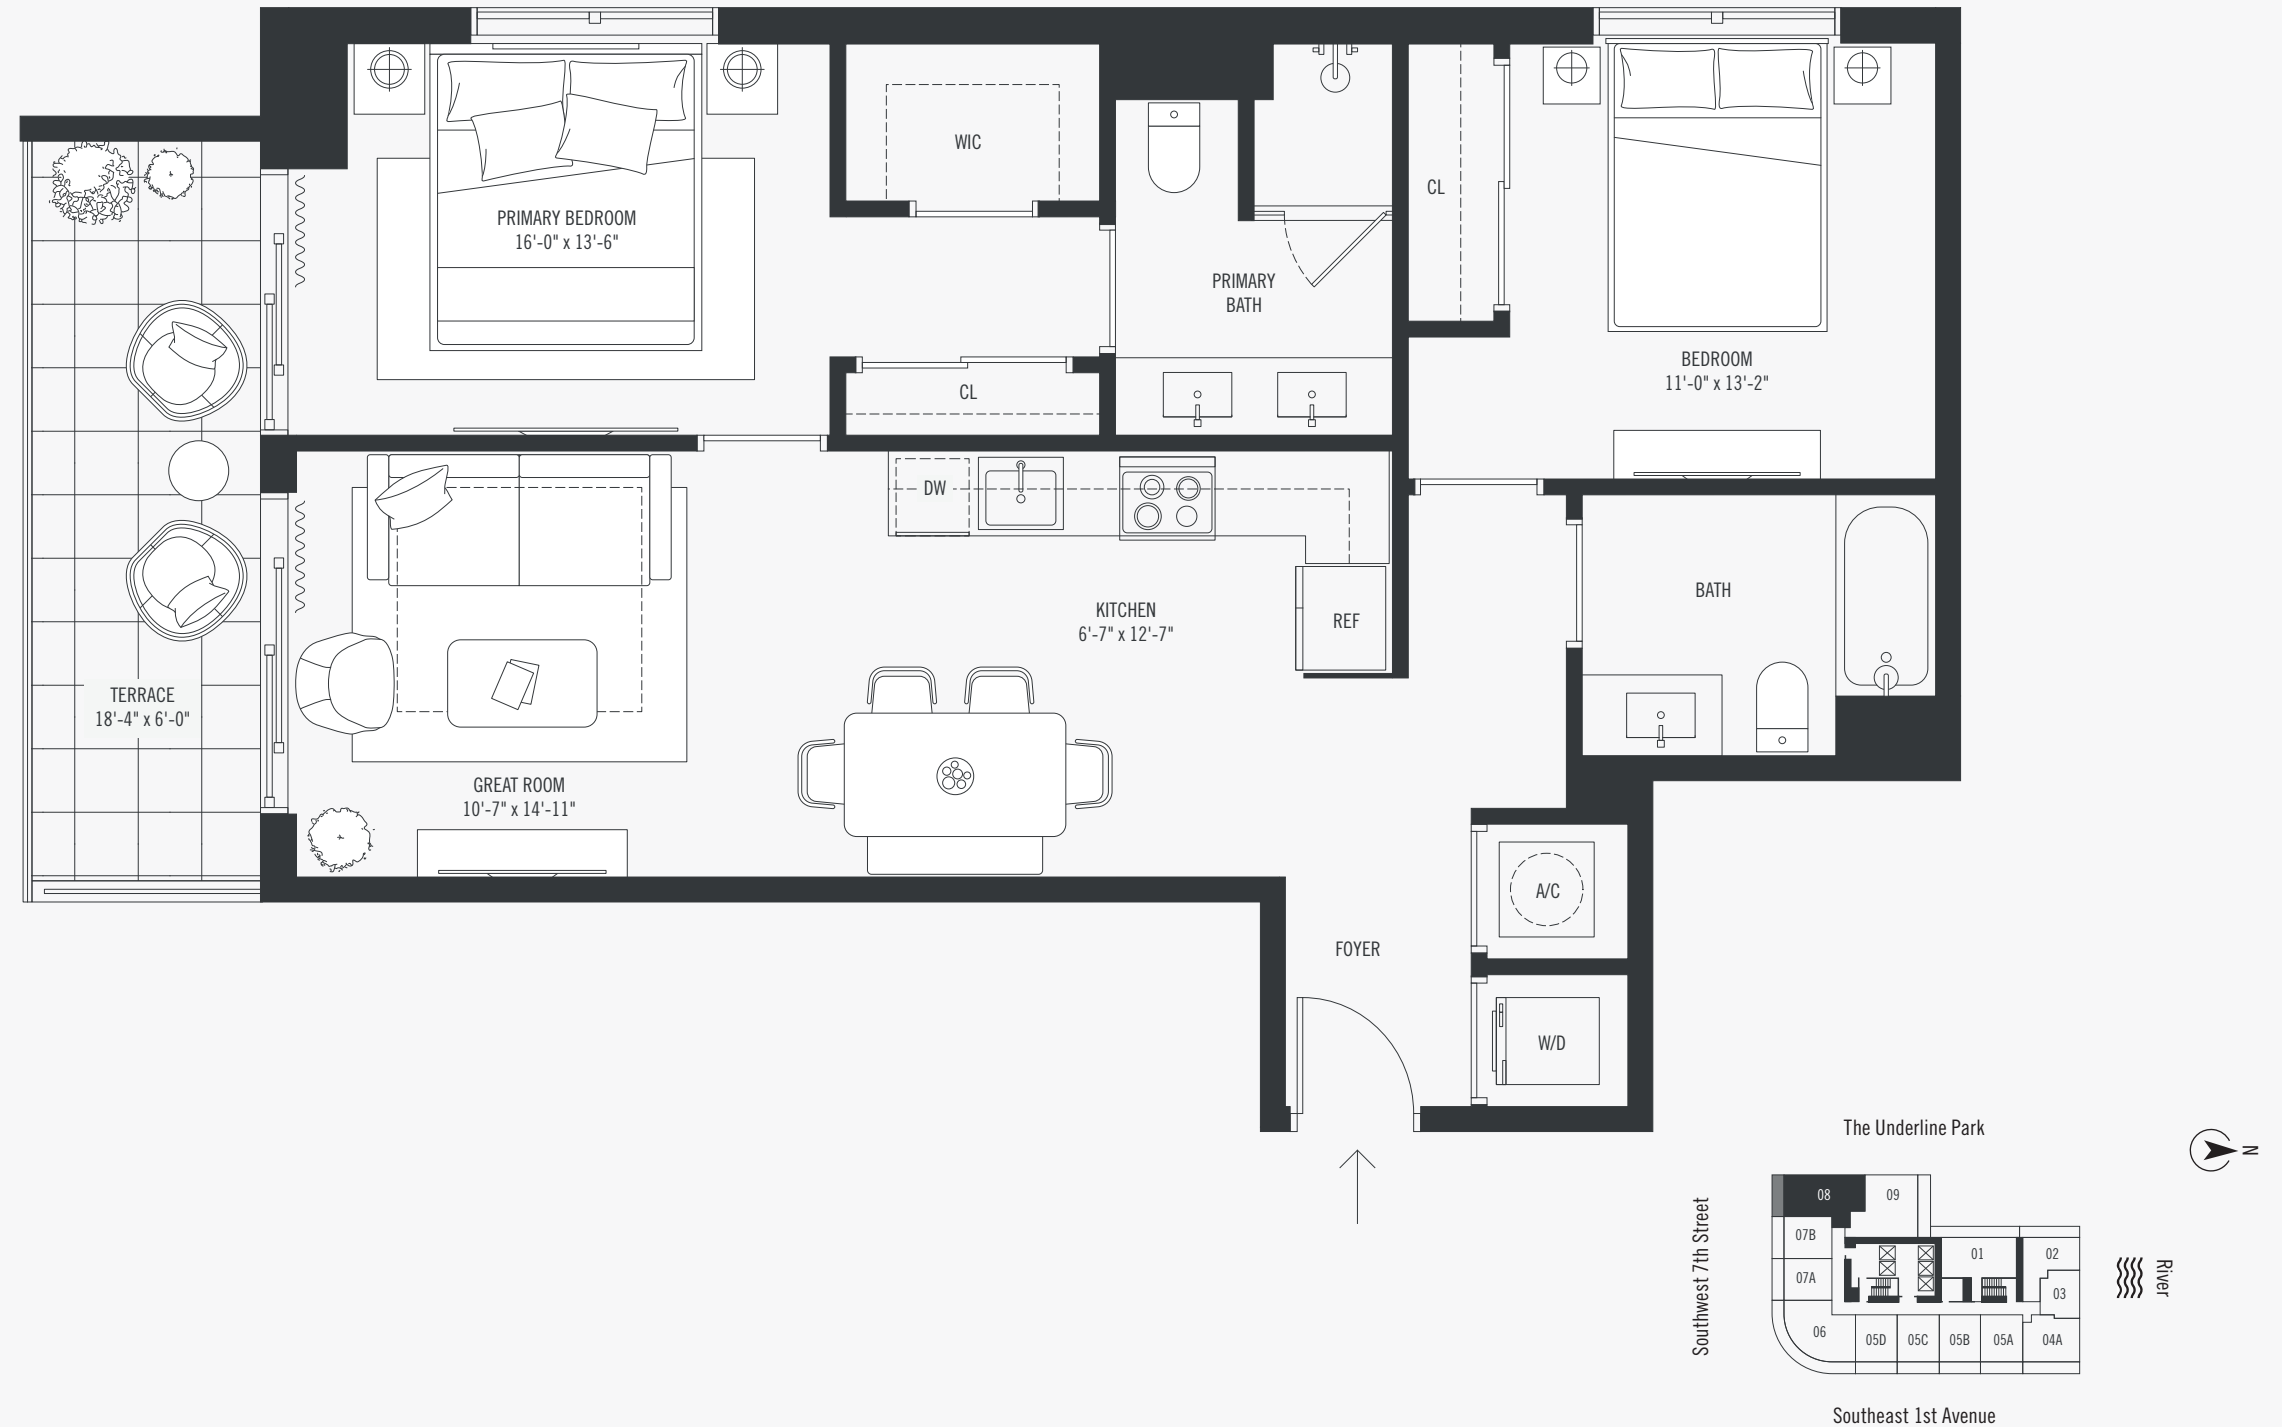 WIC
CL
PRIMARY BEDROOM
16'-0" x 13'-6"
PRIMARY
BATH
BEDROOM
11'-0" x 13'-2"
CL
DW
KITCHEN
6'-7" x 12'-7"
REF
BATH
TERRACE
18'-4" x 6'-0"
GREAT ROOM
10'-7" x 14'-11"
A/C
FOYER
W/D
The Underline Park
N
Southwest 7th Street
08
09
07B
01
02
07A
03
06
05D
05C
05B
05A
04A
River
Southeast 1st Avenue